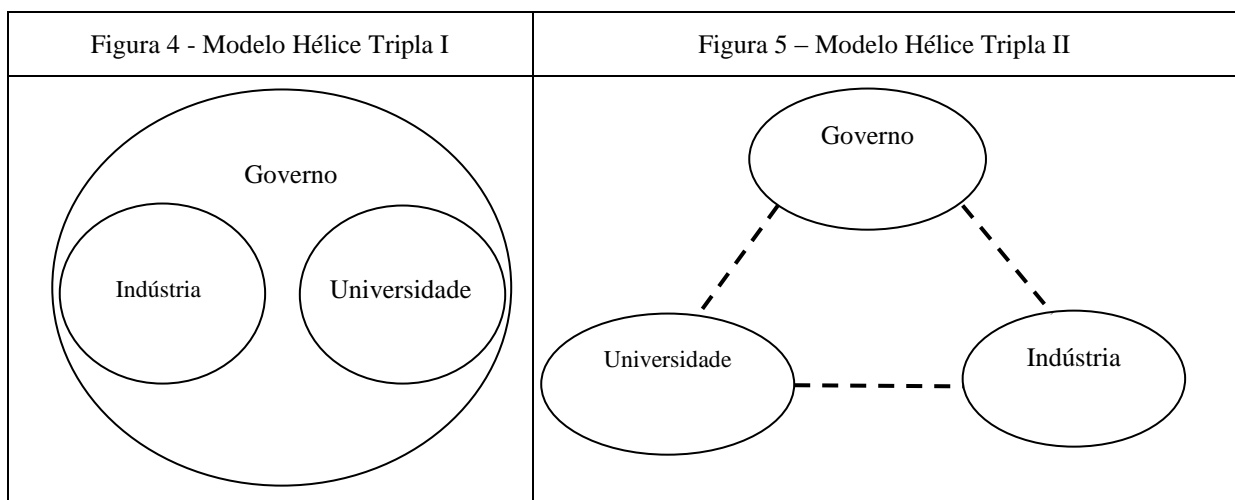 Figura 4 - Modelo Hélice Tripla I
Figura 5 – Modelo Hélice Tripla II
Governo
Indústria
Universidade
Governo
Universidade
Indústria